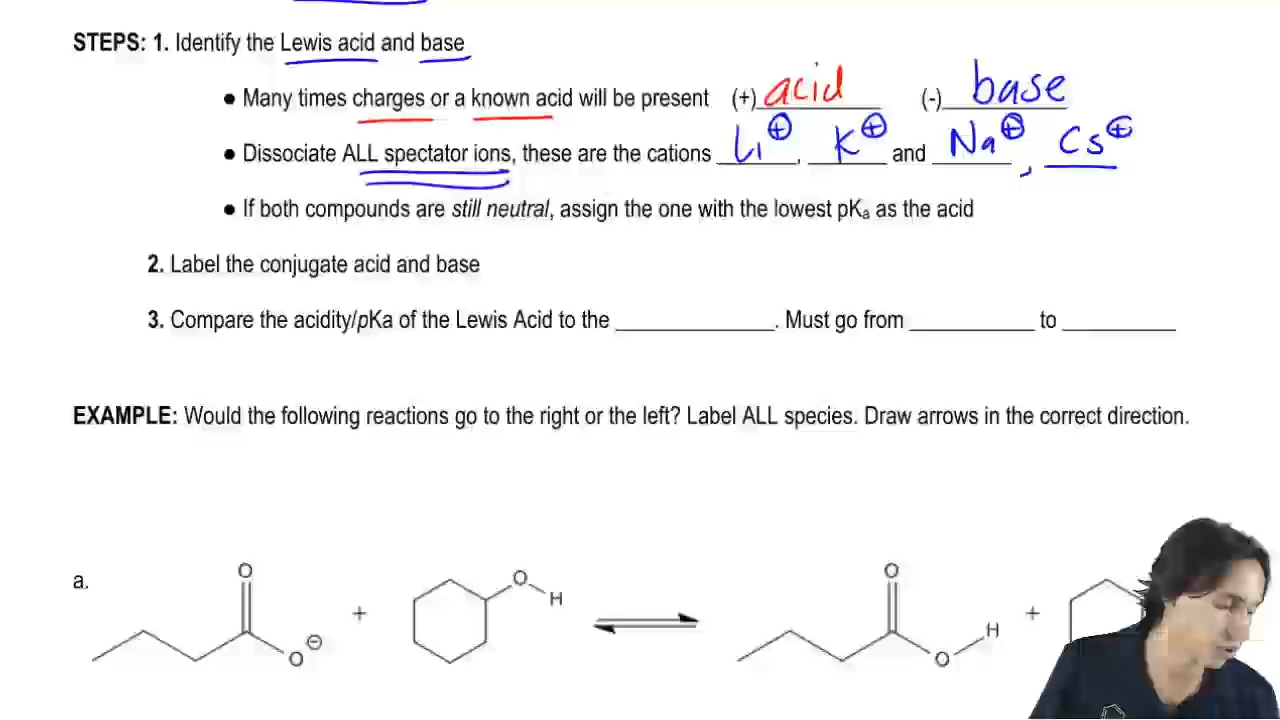 STEPS: 1. Identify the Lewis acid and base
● Many times charges or a known acid will be present (+) acid (-) base
● Dissociate ALL spectator ions, these are the cations Li⊕, K⊕ and Na⊕, Cs⊕
● If both compounds are still neutral, assign the one with the lowest pKₐ as the acid
2. Label the conjugate acid and base
3. Compare the acidity/pKa of the Lewis Acid to the ____________. Must go from __________ to _________
EXAMPLE: Would the following reactions go to the right or the left? Label ALL species. Draw arrows in the correct direction.
a. O O⊖ + O H ⇌ O O H +